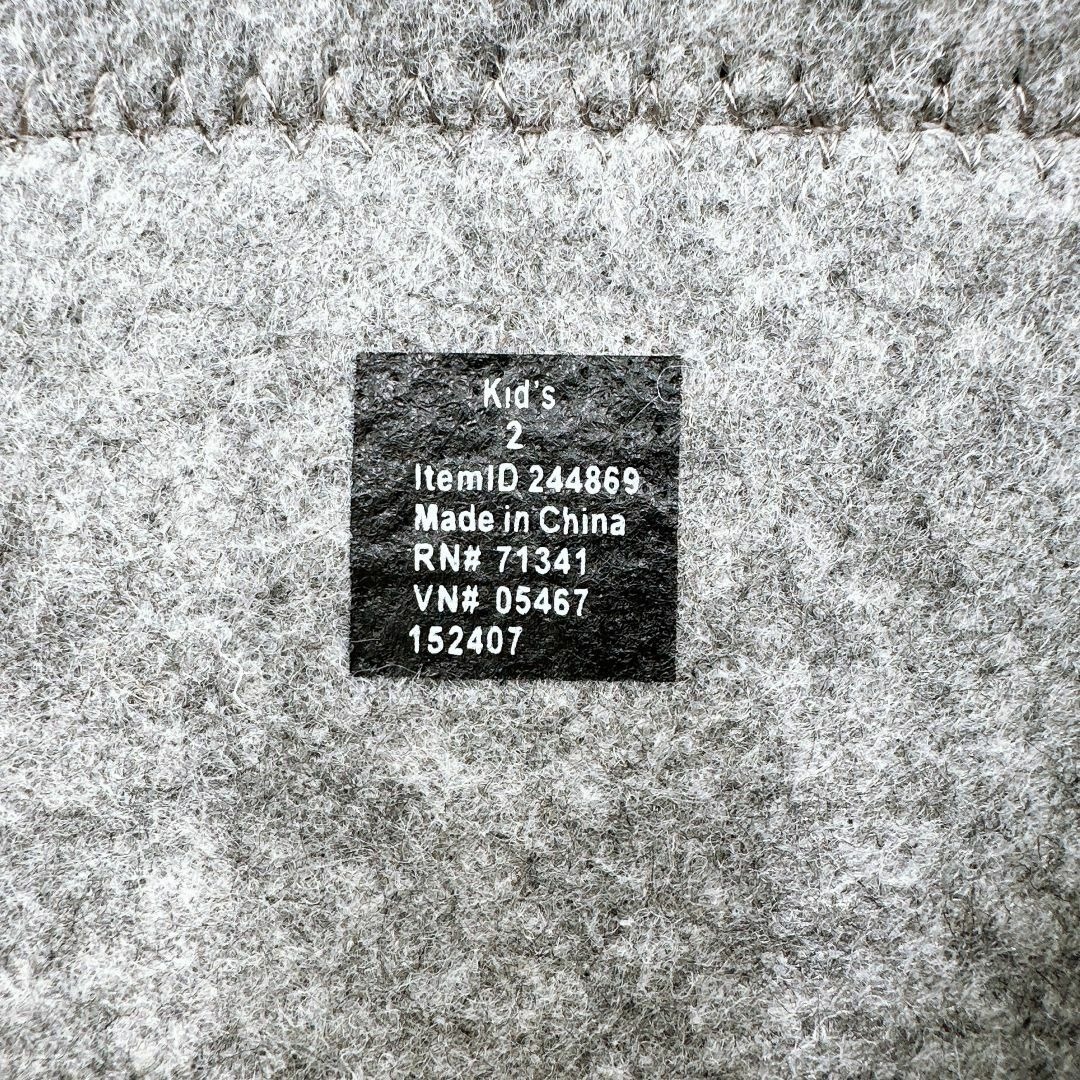 Kid's
2
ItemID 244869
Made in China
RN# 71341
VN# 05467
152407